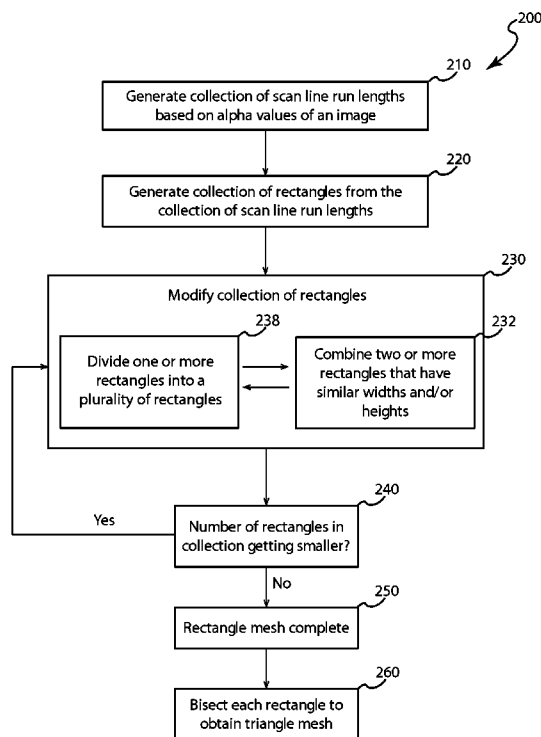 200
210
Generate collection of scan line run lengths
based on alpha values of an image
220
Generate collection of rectangles from the
collection of scan line run lengths
230
Modify collection of rectangles
238
Divide one or more
rectangles into a
plurality of rectangles
232
Combine two or more
rectangles that have
similar widths and/or
heights
240
Yes
Number of rectangles in
collection getting smaller?
No
250
Rectangle mesh complete
260
Bisect each rectangle to
obtain triangle mesh